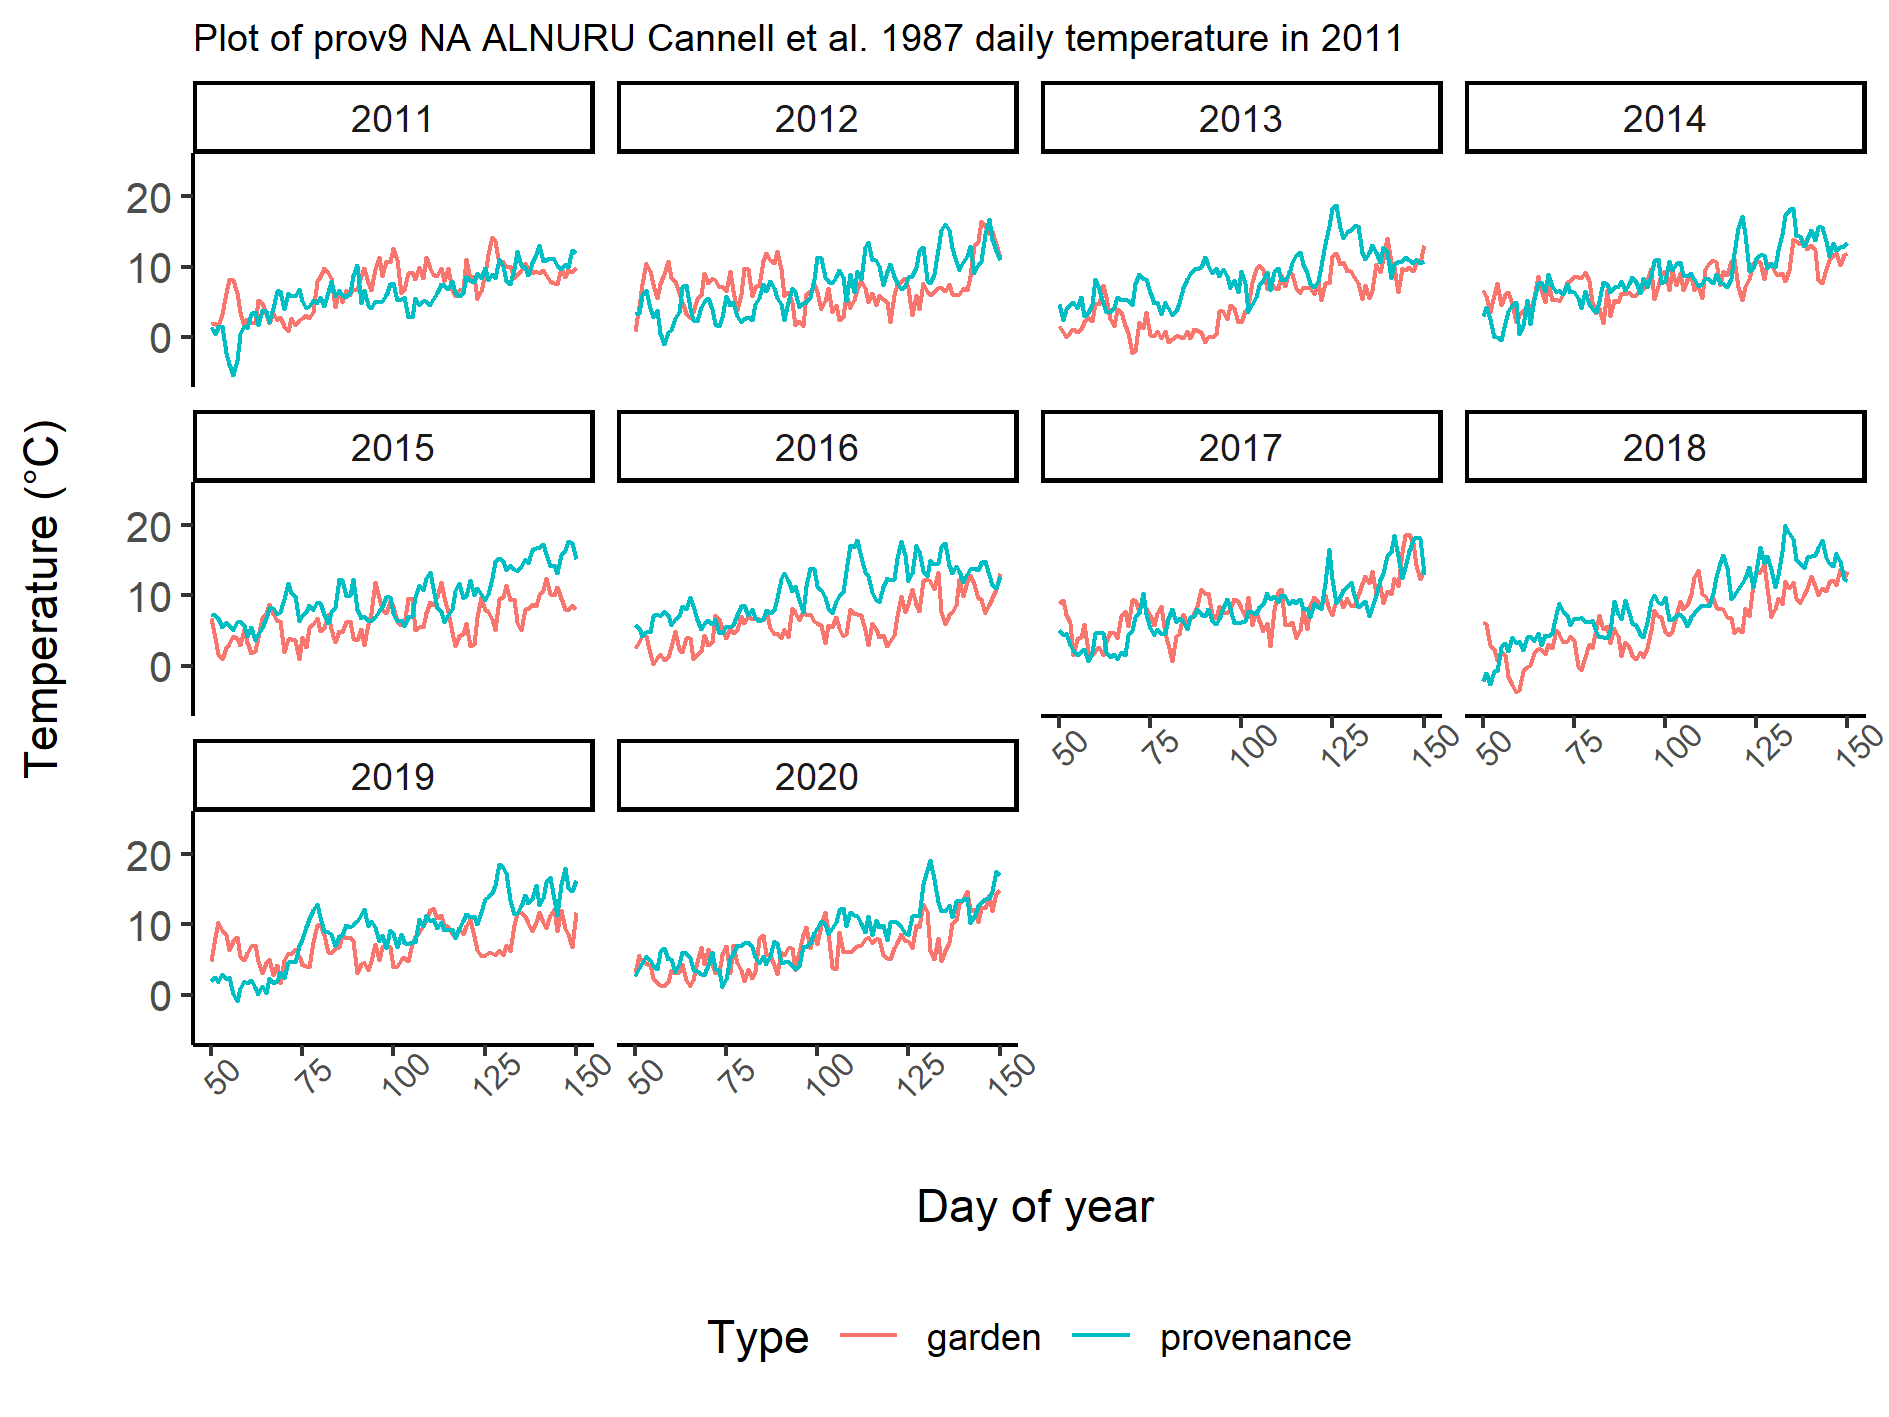 Plot of prov9 NA ALNURU Cannell et al. 1987 daily temperature in 2011
2011 2012 2013 2014
20
10
0
2015 2016 2017 2018
20
10
0
50 75 100 125 150 50 75 100 125 150
2019 2020
20
10
0
50 75 100 125 150 50 75 100 125 150
Temperature (°C)
Day of year
Type garden provenance